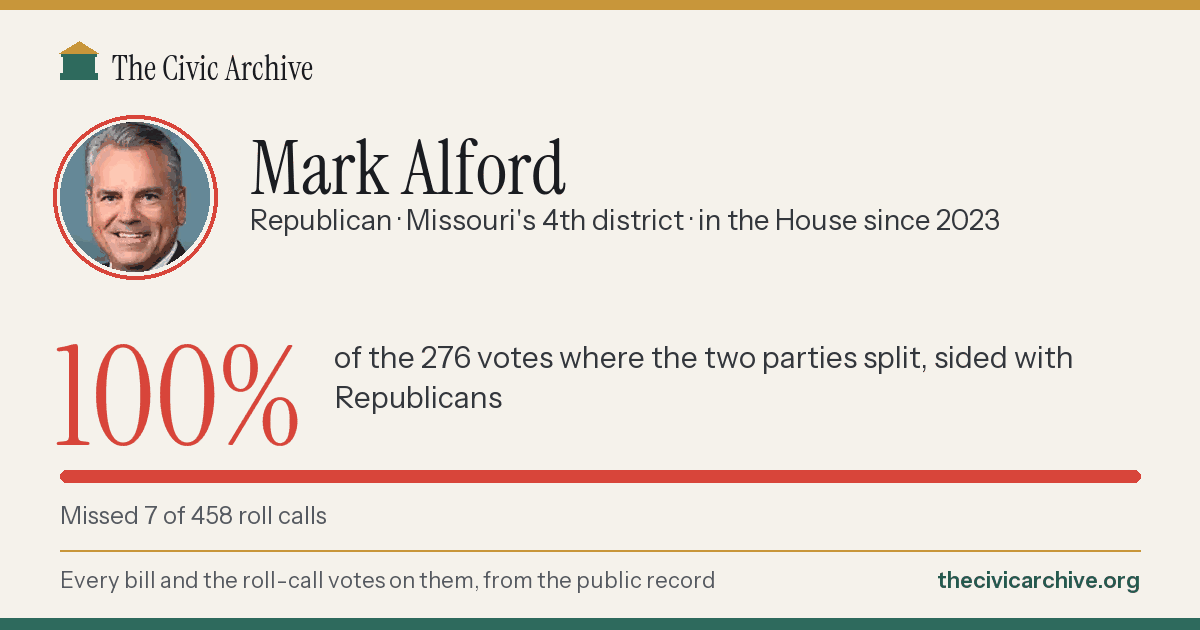 The Civic Archive
Mark Alford
Republican · Missouri's 4th district · in the House since 2023
100%
of the 276 votes where the two parties split, sided with
Republicans
Missed 7 of 458 roll calls
Every bill and the roll-call votes on them, from the public record
thecivicarchive.org